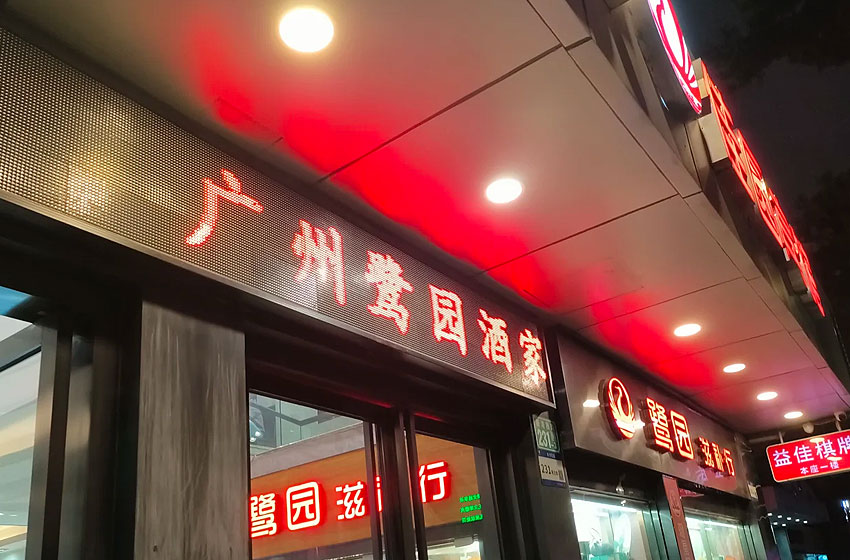 广州鹭园酒家
鹭园 滋补行
鹭园 滋补行
益佳棋牌
本座一楼
231